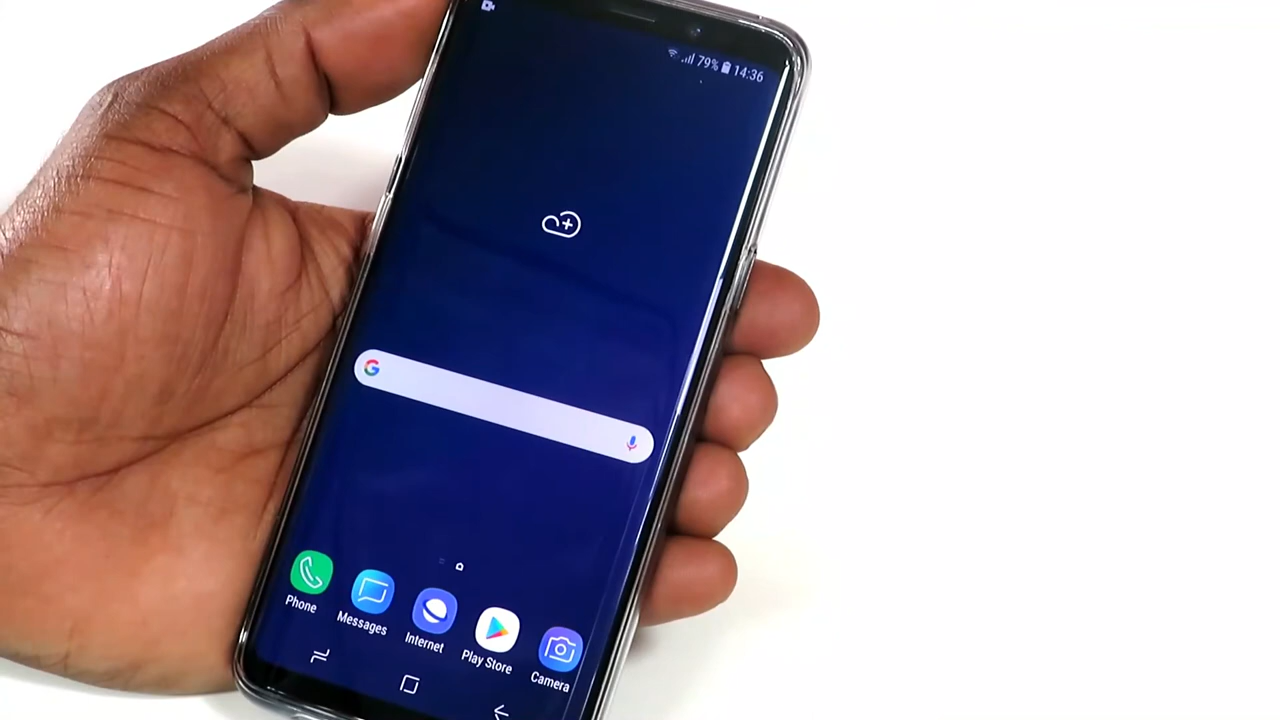 79% 14:36
G
Phone
Messages
Internet
Play Store
Camera